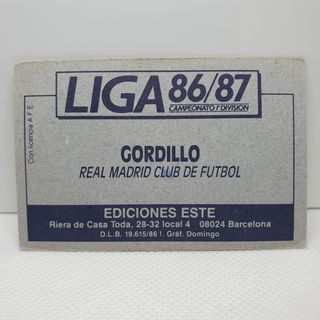 LIGA 86/87
CAMPEONATO 1ª DIVISION
Con licencia A.F.E.
GORDILLO
REAL MADRID CLUB DE FUTBOL
EDICIONES ESTE
Riera de Casa Toda, 28-32 local 4 08024 Barcelona
D.L.B. 19.615/86 I. Gráf. Domingo